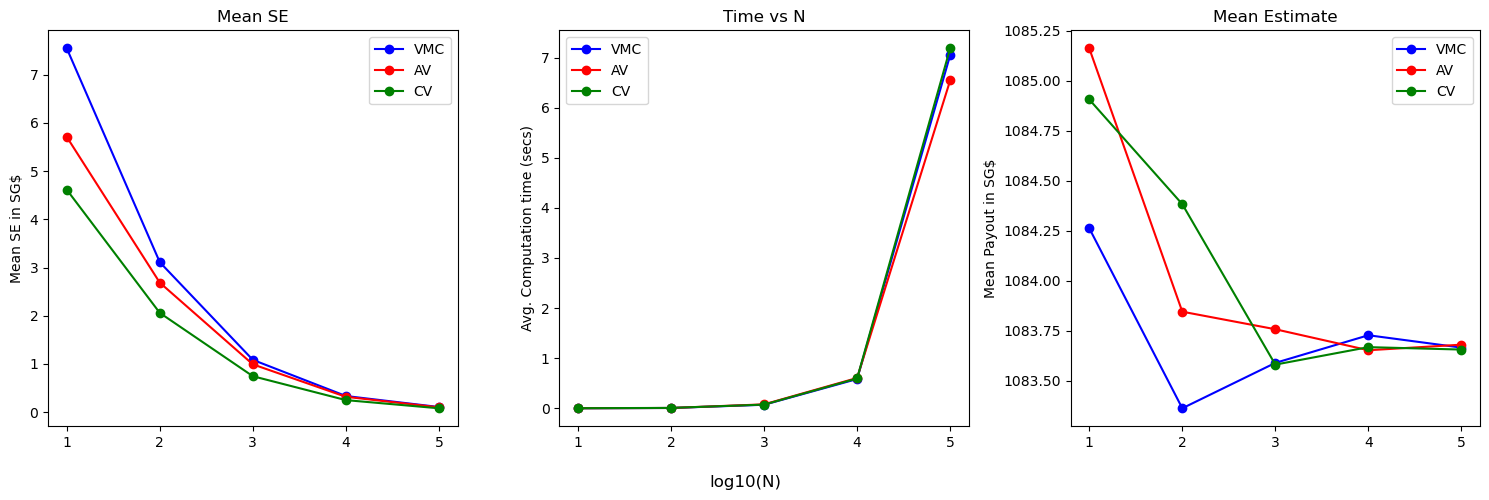 Mean SE
Mean SE in SG$
7
6
5
4
3
2
1
0
1 2 3 4 5
VMC
AV
CV
Time vs N
Avg. Computation time (secs)
7
6
5
4
3
2
1
0
1 2 3 4 5
VMC
AV
CV
Mean Estimate
Mean Payout in SG$
1085.25
1085.00
1084.75
1084.50
1084.25
1084.00
1083.75
1083.50
1 2 3 4 5
VMC
AV
CV
log10(N)